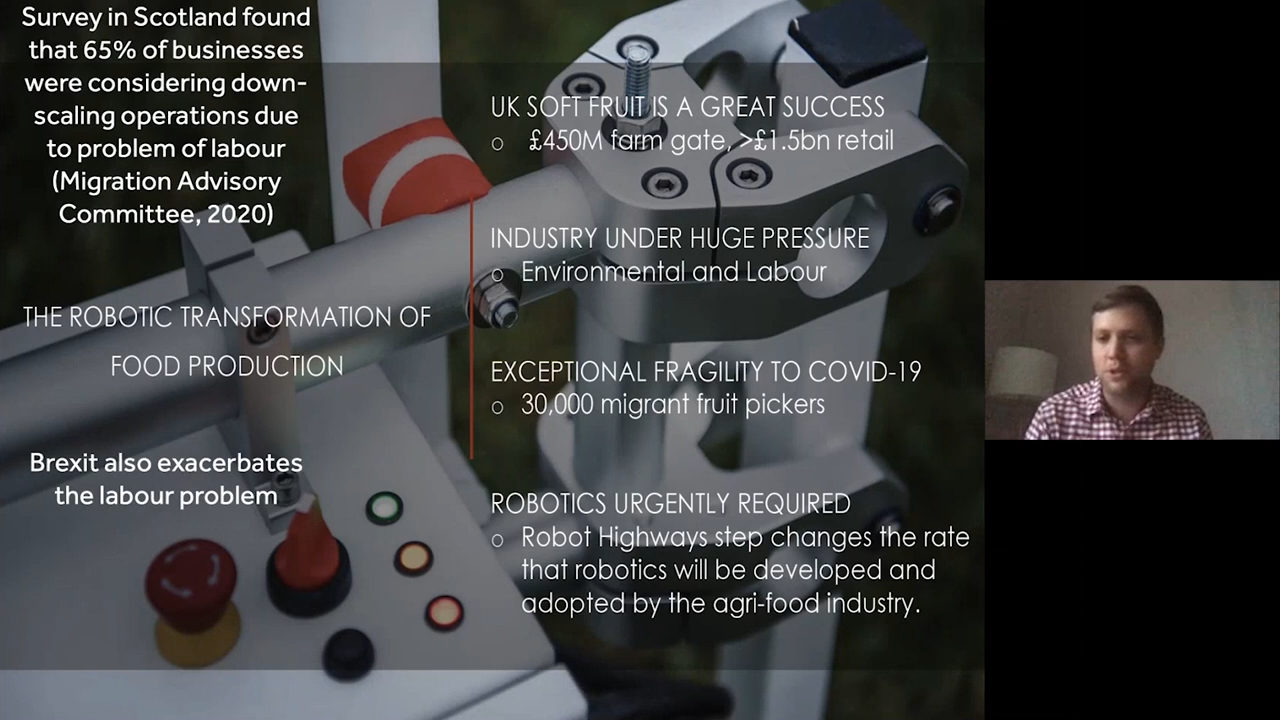 Survey in Scotland found
that 65% of businesses
were considering down-
scaling operations due
to problem of labour
(Migration Advisory
Committee, 2020)
THE ROBOTIC TRANSFORMATION OF
FOOD PRODUCTION
Brexit also exacerbates
the labour problem
UK SOFT FRUIT IS A GREAT SUCCESS
o £450M farm gate, >£1.5bn retail
INDUSTRY UNDER HUGE PRESSURE
o Environmental and Labour
EXCEPTIONAL FRAGILITY TO COVID-19
o 30,000 migrant fruit pickers
ROBOTICS URGENTLY REQUIRED
o Robot Highways step changes the rate
that robotics will be developed and
adopted by the agri-food industry.